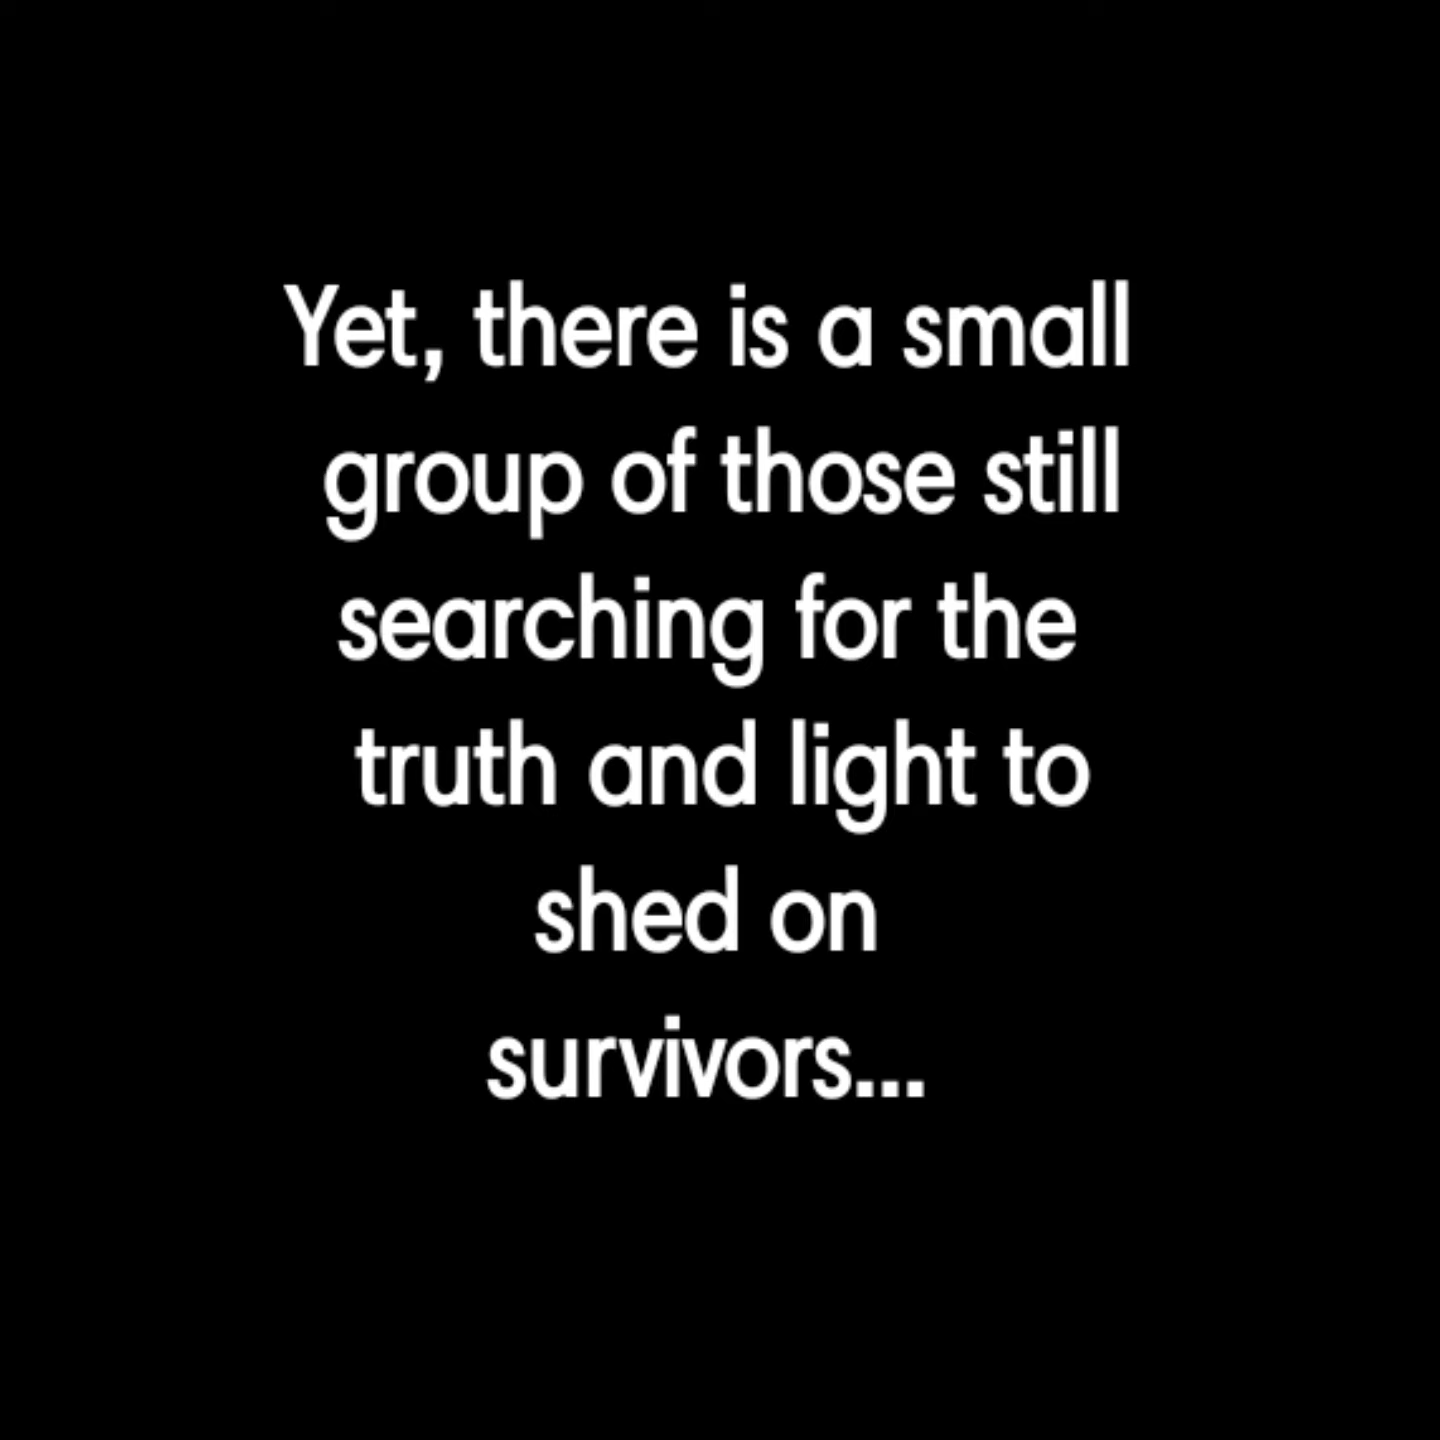 Yet, there is a small
group of those still
searching for the
truth and light to
shed on
survivors...